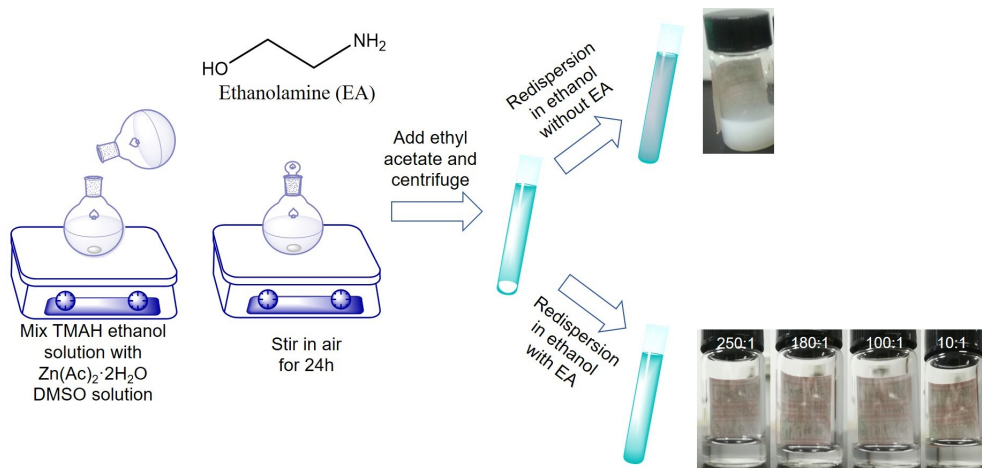 HO
NH2
Ethanolamine (EA)
Mix TMAH ethanol
solution with
Zn(Ac)2·2H2O
DMSO solution
Stir in air
for 24h
Add ethyl
acetate and
centrifuge
Redispersion
in ethanol
without EA
Redispersion
in ethanol
with EA
250:1
180:1
100:1
10:1